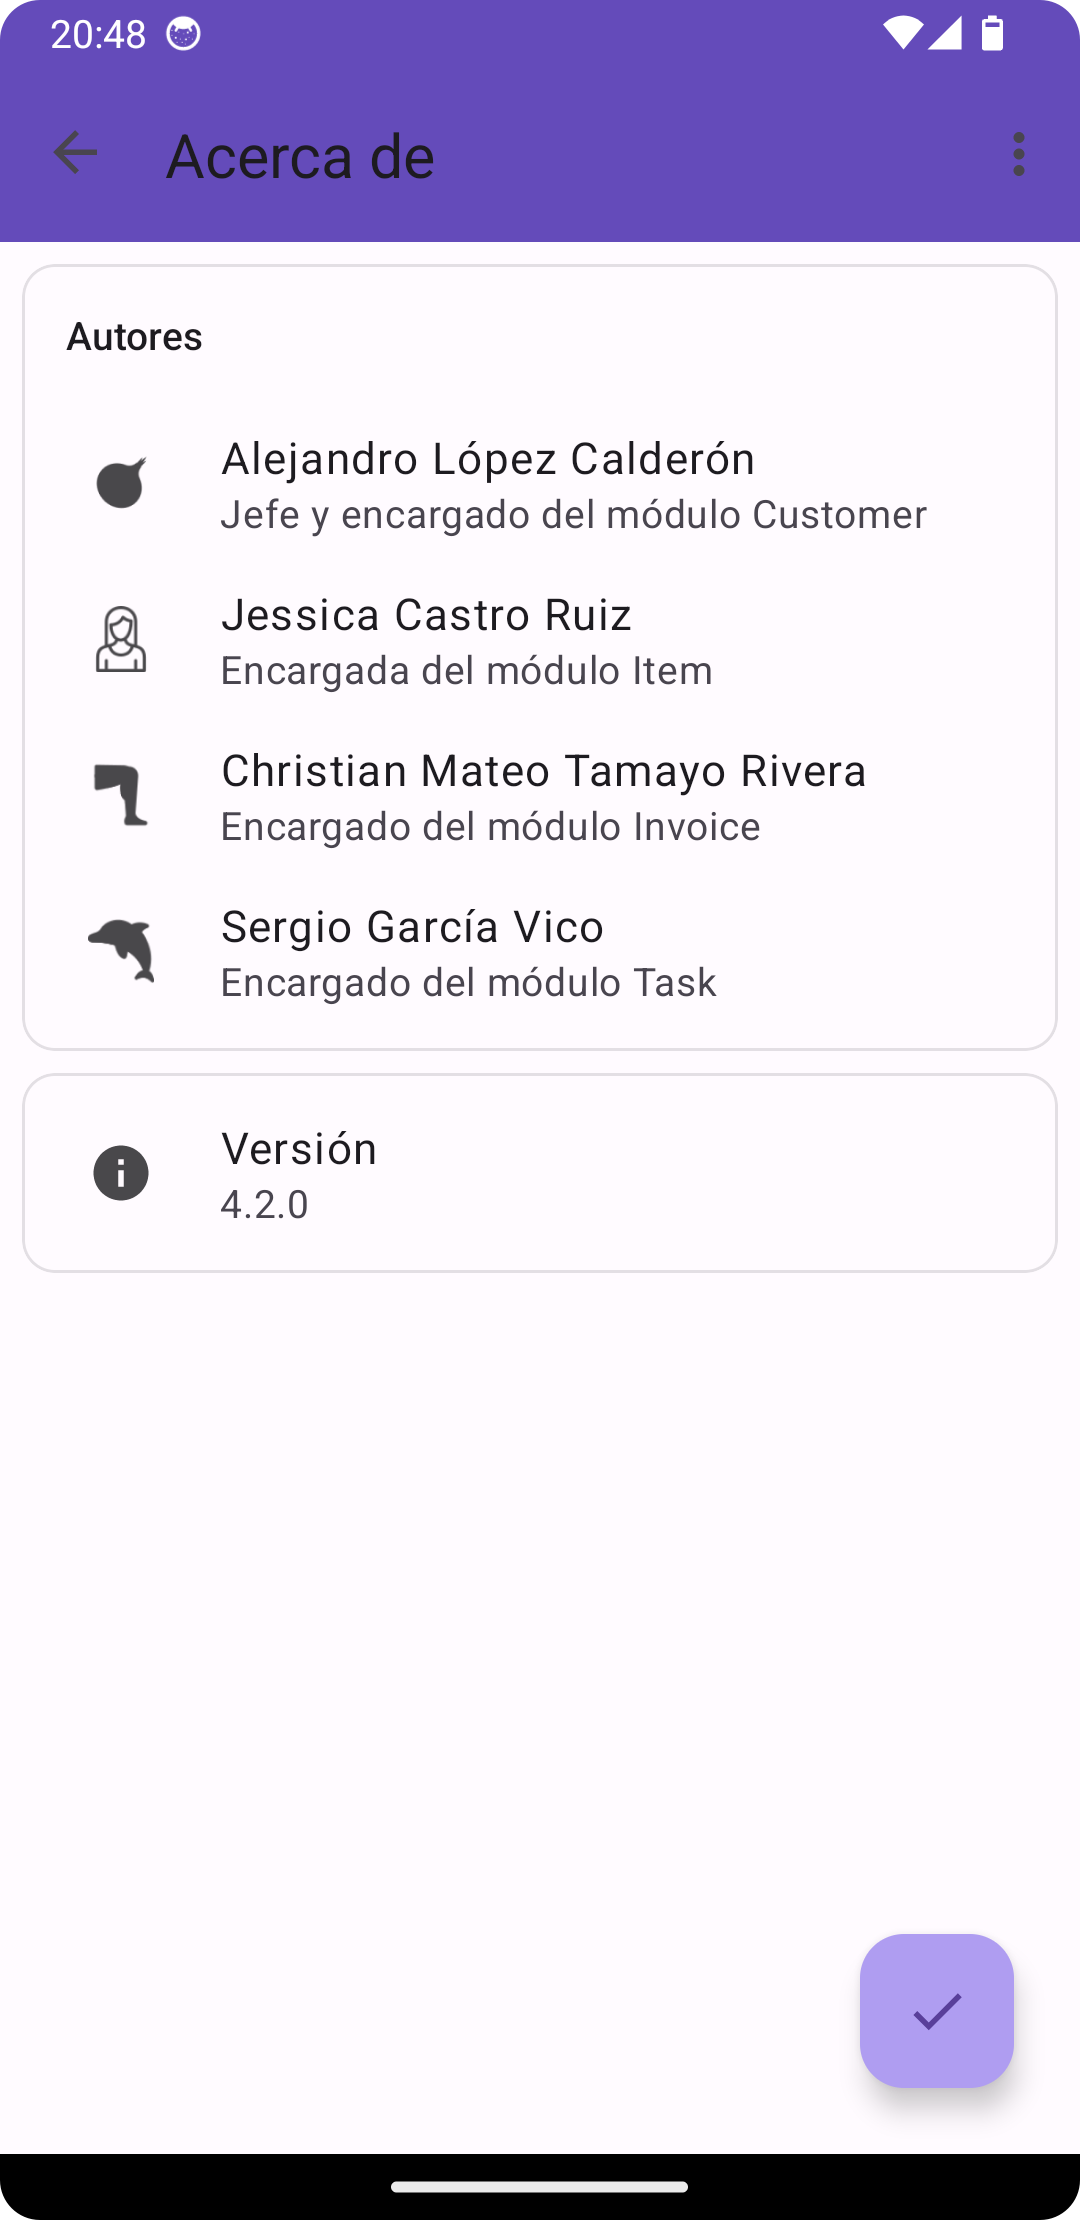 20:48
Acerca de
Autores
Alejandro López Calderón
Jefe y encargado del módulo Customer
Jessica Castro Ruiz
Encargada del módulo Item
Christian Mateo Tamayo Rivera
Encargado del módulo Invoice
Sergio García Vico
Encargado del módulo Task
Versión
4.2.0